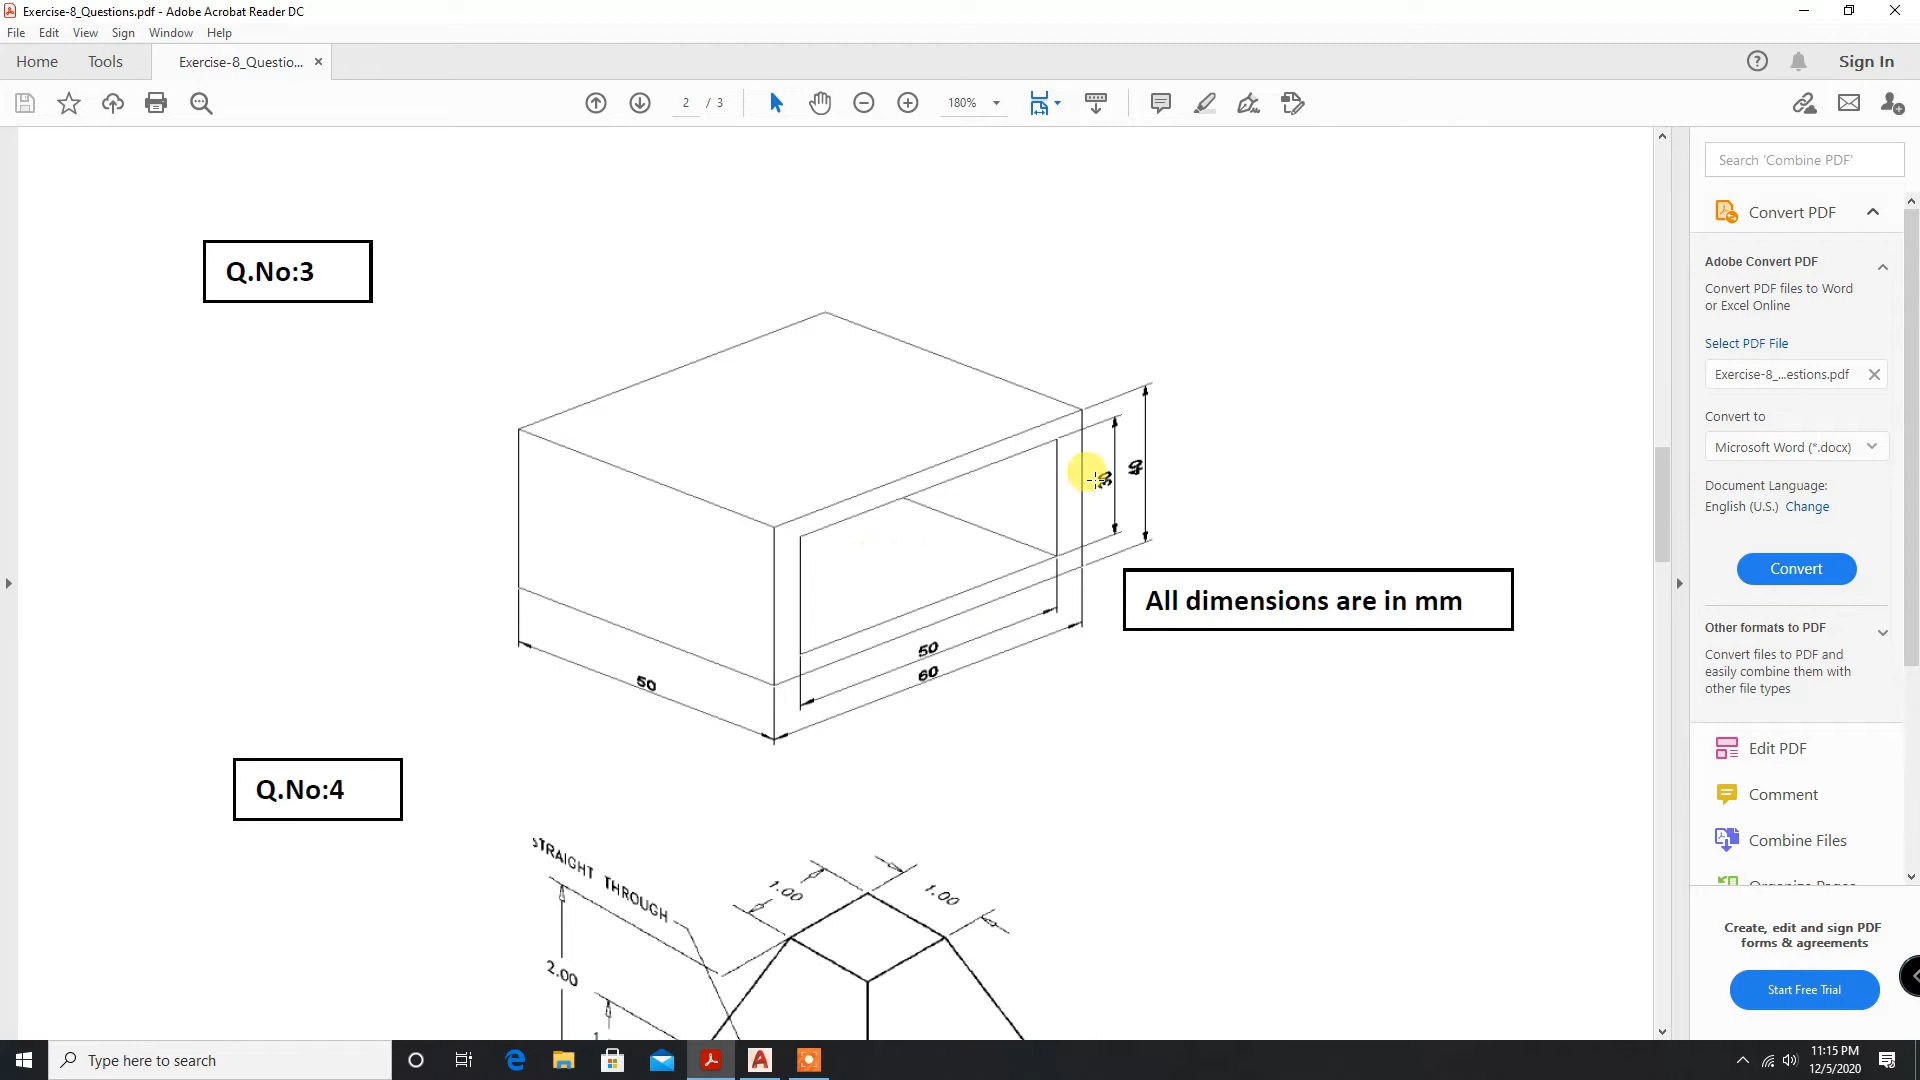 Exercise-8_Questions.pdf - Adobe Acrobat Reader DC
File Edit View Sign Window Help
Home Tools Exercise-8_Questio... × Sign In
2 / 3 180%
Search 'Combine PDF'
Convert PDF
Adobe Convert PDF
Convert PDF files to Word
or Excel Online
Select PDF File
Exercise-8_...estions.pdf
Convert to
Microsoft Word (*.docx)
Document Language:
English (U.S.) Change
Convert
Other formats to PDF
Convert files to PDF and
easily combine them with
other file types
Edit PDF
Comment
Combine Files
Create, edit and sign PDF
forms & agreements
Start Free Trial
Q.No:3
40
50
60
50
All dimensions are in mm
Q.No:4
STRAIGHT THROUGH
1.00
1.00
2.00
Type here to search
11:15 PM
12/5/2020